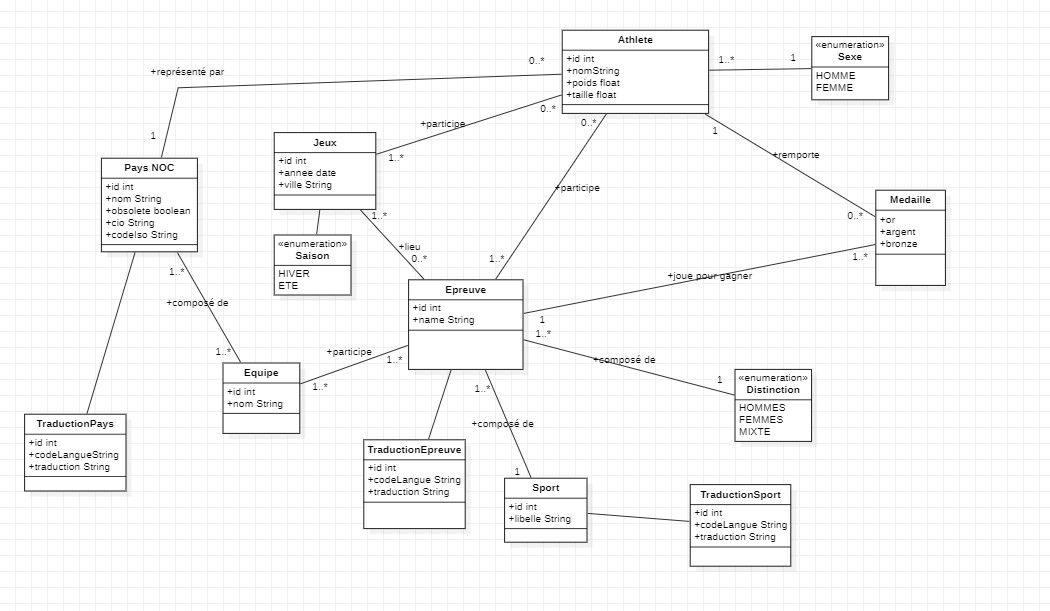 Athlete
+id int
+nomString
+poids float
+taille float
0..*
1..*
1
«enumeration»
Sexe
HOMME
FEMME
+représenté par
1
0..*
+participe
1..*
0..*
+participe
1..*
1
+remporte
0..*
Jeux
+id int
+annee date
+ville String
Pays NOC
+id int
+nom String
+obsolete boolean
+cio String
+codeIso String
Medaille
+or
+argent
+bronze
1..*
+lieu
0..*
«enumeration»
Saison
HIVER
ETE
1..*
+joue pour gagner
1
1..*
+composé de
1..*
Epreuve
+id int
+name String
1..*
+composé de
1
«enumeration»
Distinction
HOMMES
FEMMES
MIXTE
+participe
1..*
1..*
Equipe
+id int
+nom String
TraductionPays
+id int
+codeLangueString
+traduction String
1..*
+composé de
1
TraductionEpreuve
+id int
+codeLangue String
+traduction String
Sport
+id int
+libelle String
TraductionSport
+id int
+codeLangue String
+traduction String